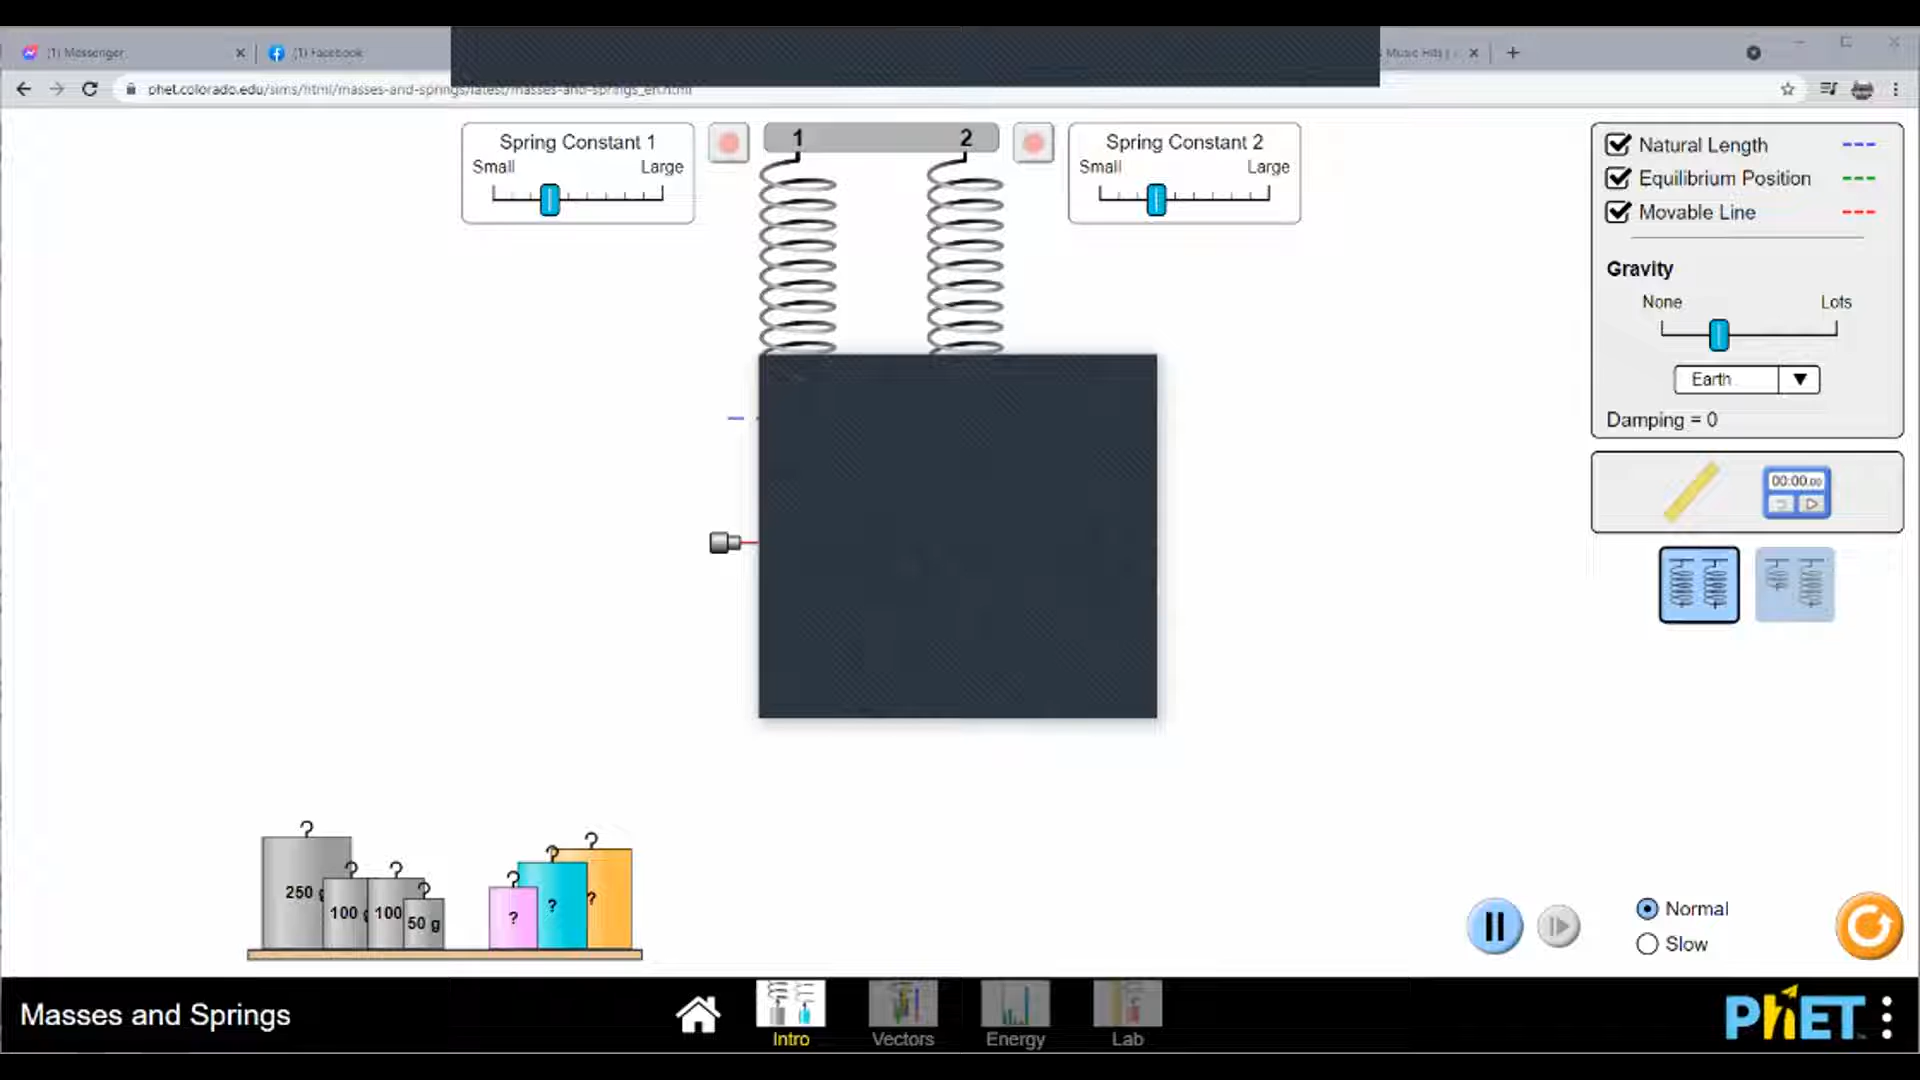 (1) Messenger
(1) Facebook
Music Hits |
phet.colorado.edu/sims/html/masses-and-springs/latest/masses-and-springs_en.html
Spring Constant 1
Small Large
1 2
Spring Constant 2
Small Large
Natural Length
Equilibrium Position
Movable Line
Gravity
None Lots
Earth
Damping = 0
00:00.00
250 g
100 g
100
50 g
?
?
?
Normal
Slow
Masses and Springs
Intro
Vectors
Energy
Lab
PhET